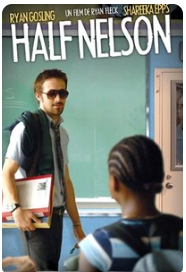 RYAN GOSLING UN FILM DE RYAN FLECK SHAREEKA EPPS
HALF NELSON